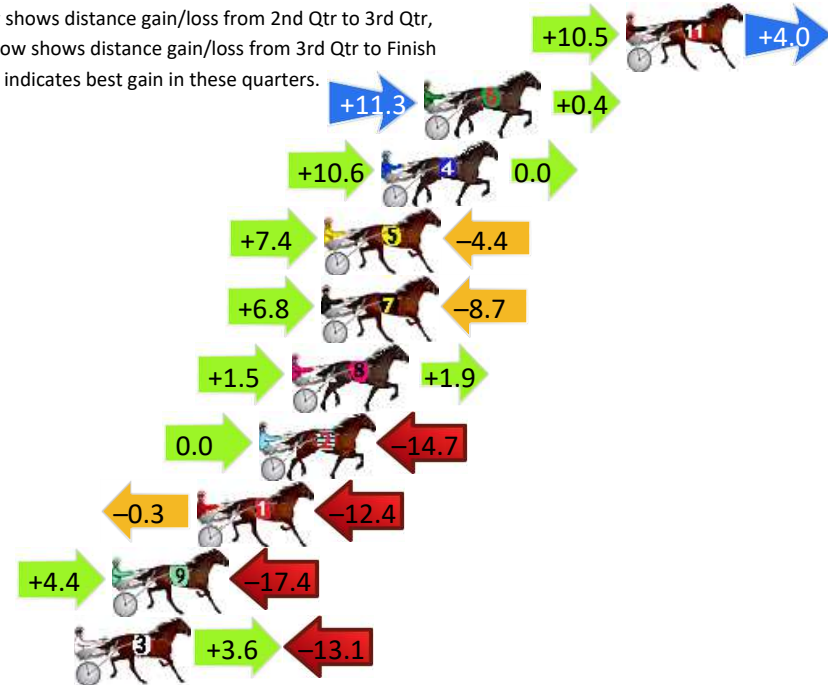 shows distance gain/loss from 2nd Qtr to 3rd Qtr,
ow shows distance gain/loss from 3rd Qtr to Finish
indicates best gain in these quarters.
+10.5 11 +4.0
+11.3 +0.4
+10.6 4 0.0
+7.4 5 –4.4
+6.8 7 –8.7
+1.5 8 +1.9
0.0 –14.7
–0.3 1 –12.4
+4.4 9 –17.4
3 +3.6 –13.1